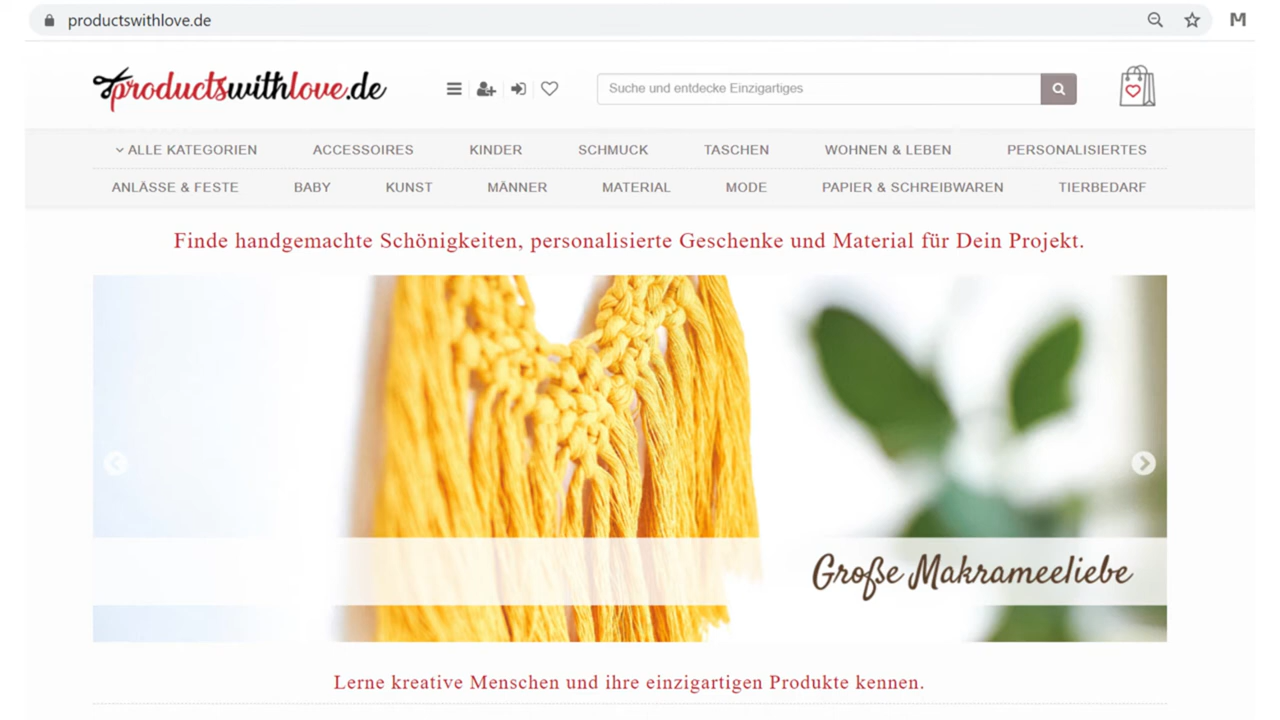 productswithlove.de
M
productswithlove.de
Suche und entdecke Einzigartiges
ALLE KATEGORIEN ACCESSOIRES KINDER SCHMUCK TASCHEN WOHNEN & LEBEN PERSONALISIERTES
ANLÄSSE & FESTE BABY KUNST MÄNNER MATERIAL MODE PAPIER & SCHREIBWAREN TIERBEDARF
Finde handgemachte Schönigkeiten, personalisierte Geschenke und Material für Dein Projekt.
Große Makrameeliebe
Lerne kreative Menschen und ihre einzigartigen Produkte kennen.